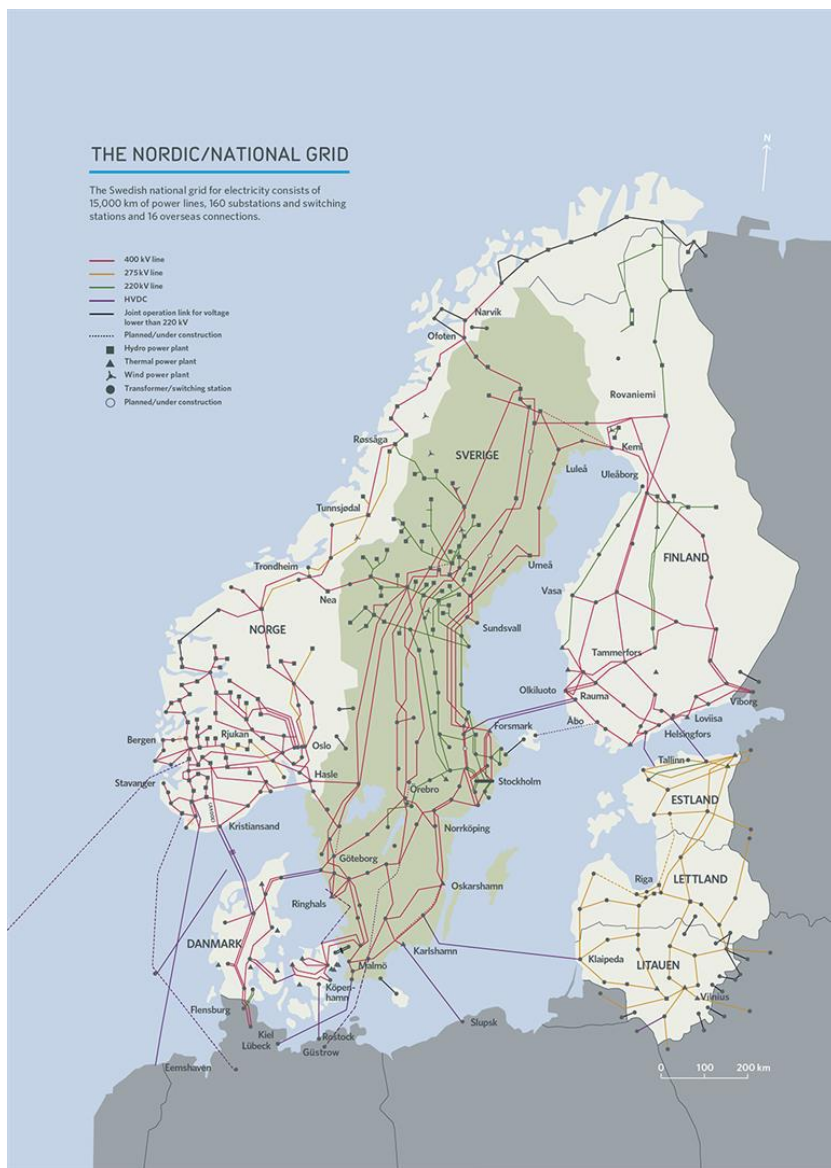 THE NORDIC/NATIONAL GRID
The Swedish national grid for electricity consists of
15,000 km of power lines, 160 substations and switching
stations and 16 overseas connections.
400 kV line
275 kV line
220 kV line
HVDC
Joint operation link for voltage
lower than 220 kV
Planned/under construction
Hydro power plant
Thermal power plant
Wind power plant
Transformer/switching station
Planned/under construction
N
Narvik
Ofoten
Rovaniemi
Røssåga
SVERIGE
Kemi
Luleå
Uleåborg
Tunnsjødal
FINLAND
Trondheim
Umeå
Nea
Vasa
NORGE
Sundsvall
Tammerfors
Olkiluoto
Rauma
Viborg
Forsmark
Åbo
Loviisa
Bergen
Rjukan
Oslo
Helsingfors
Tallinn
Stavanger
Hasle
Stockholm
Örebro
ESTLAND
Kristiansand
Norrköping
Göteborg
Riga
LETTLAND
Oskarshamn
Ringhals
DANMARK
Karlshamn
Klaipeda
LITAUEN
Malmö
Köpen-
hamn
Vilnius
Flensburg
Slupsk
Kiel
Rostock
Lübeck
Güstrow
Eemshaven
0 100 200 km